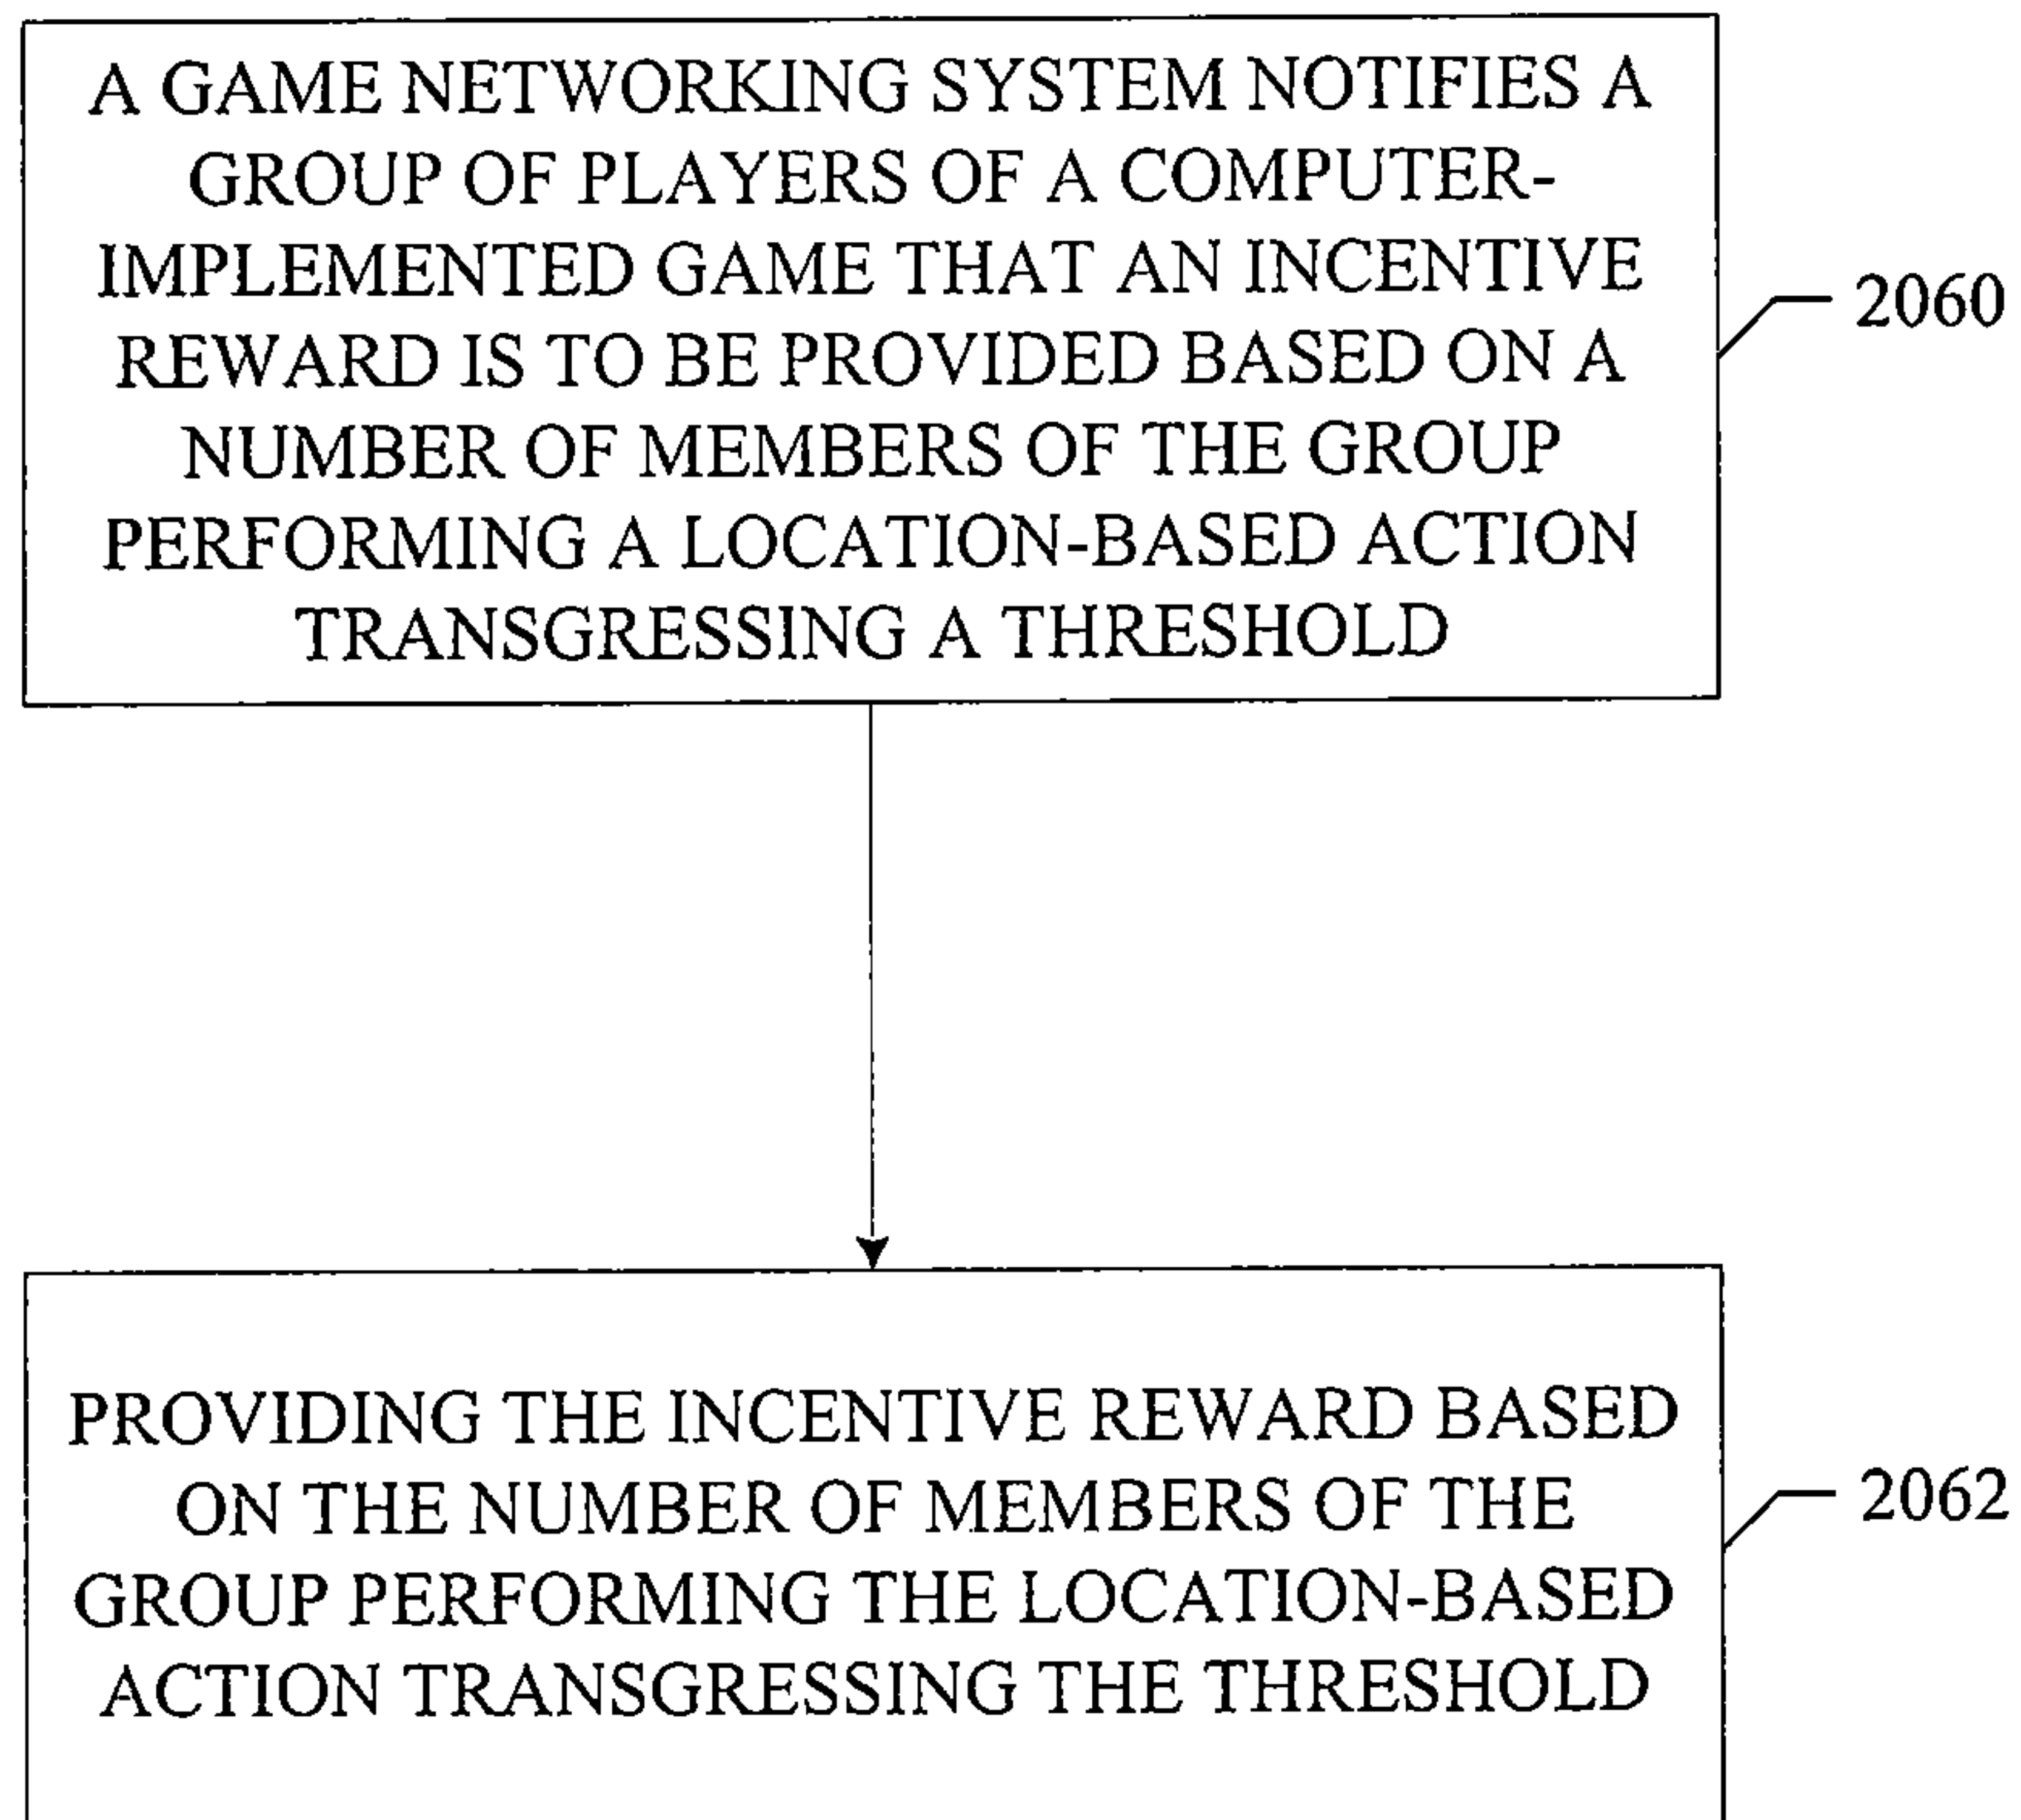 A GAME NETWORKING SYSTEM NOTIFIES A
GROUP OF PLAYERS OF A COMPUTER-
IMPLEMENTED GAME THAT AN INCENTIVE
REWARD IS TO BE PROVIDED BASED ON A
NUMBER OF MEMBERS OF THE GROUP
PERFORMING A LOCATION-BASED ACTION
TRANSGRESSING A THRESHOLD
2060
PROVIDING THE INCENTIVE REWARD BASED
ON THE NUMBER OF MEMBERS OF THE
GROUP PERFORMING THE LOCATION-BASED
ACTION TRANSGRESSING THE THRESHOLD
2062